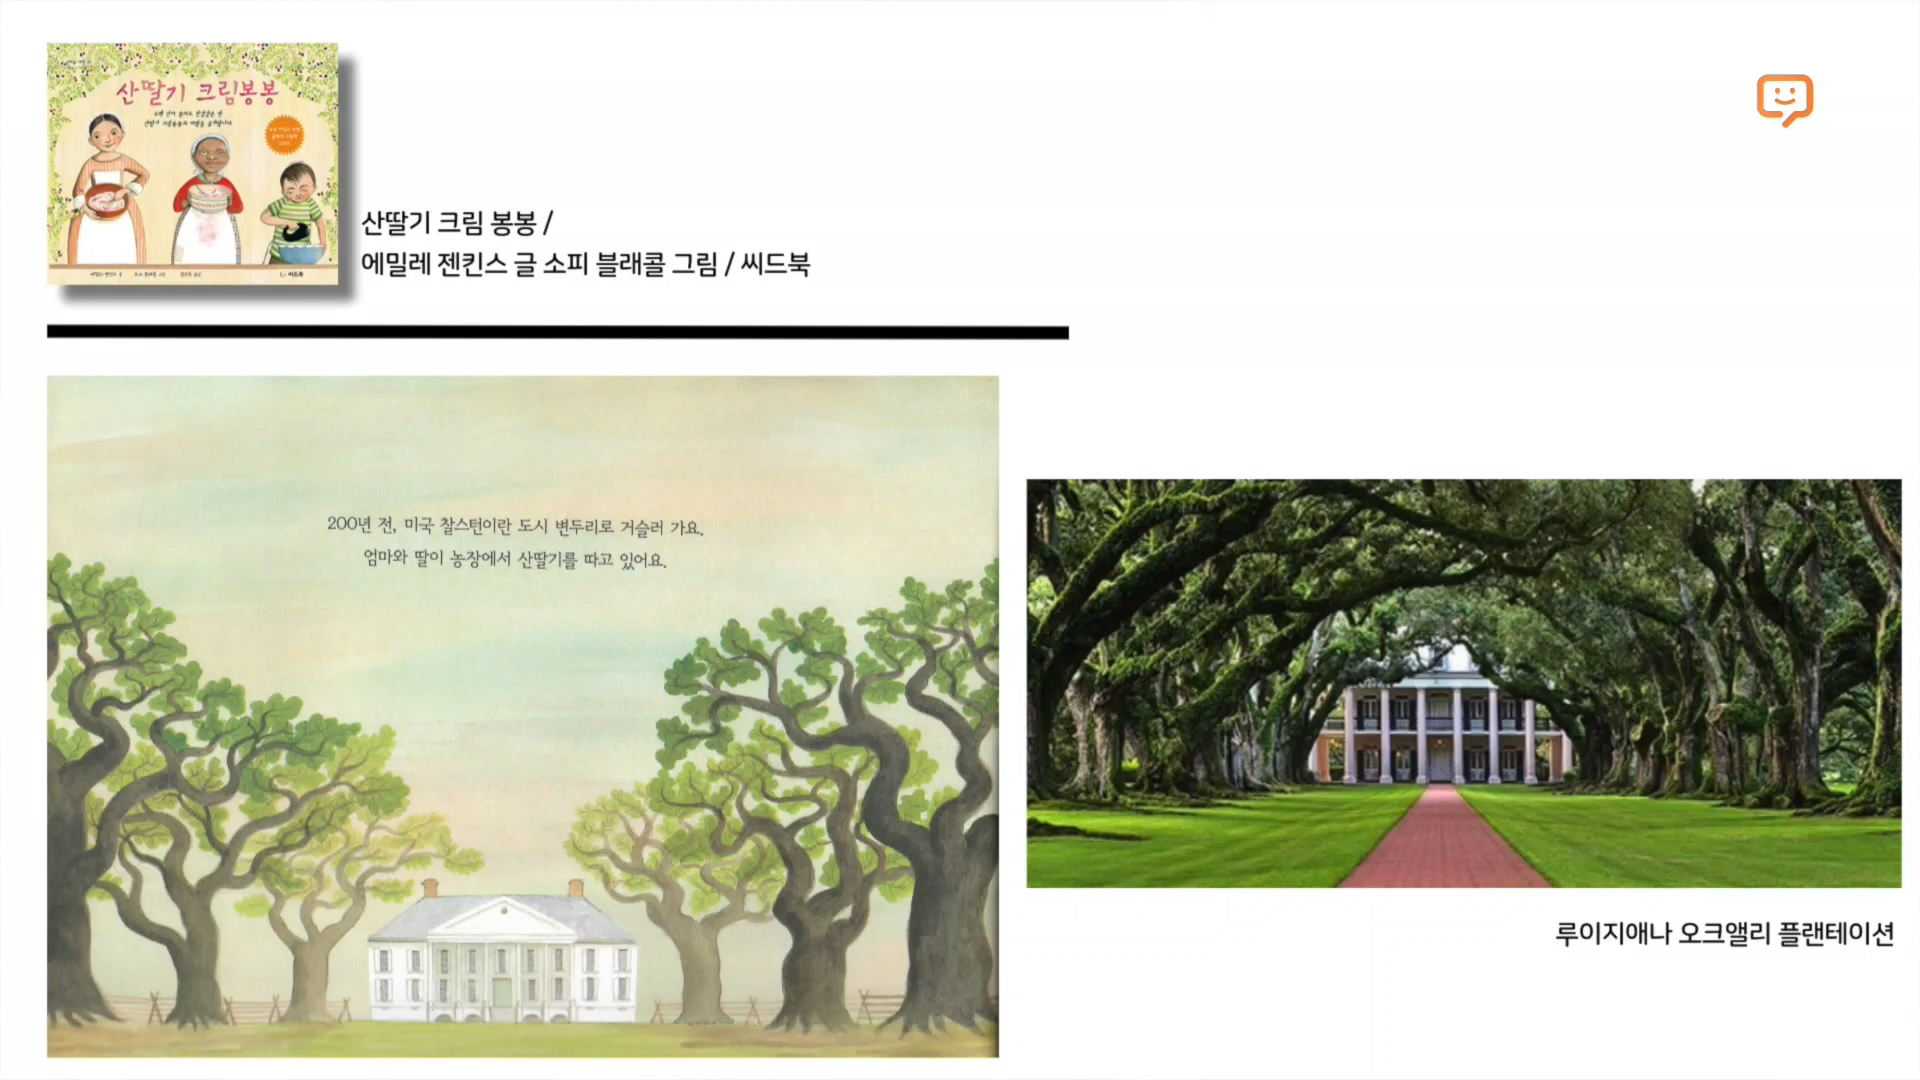 산딸기 크림봉봉
산딸기 크림 봉봉 /
에밀레 젠킨스 글 소피 블래콜 그림 / 씨드북
200년 전, 미국 찰스턴이란 도시 변두리로 거슬러 가요.
엄마와 딸이 농장에서 산딸기를 따고 있어요.
루이지애나 오크앨리 플랜테이션